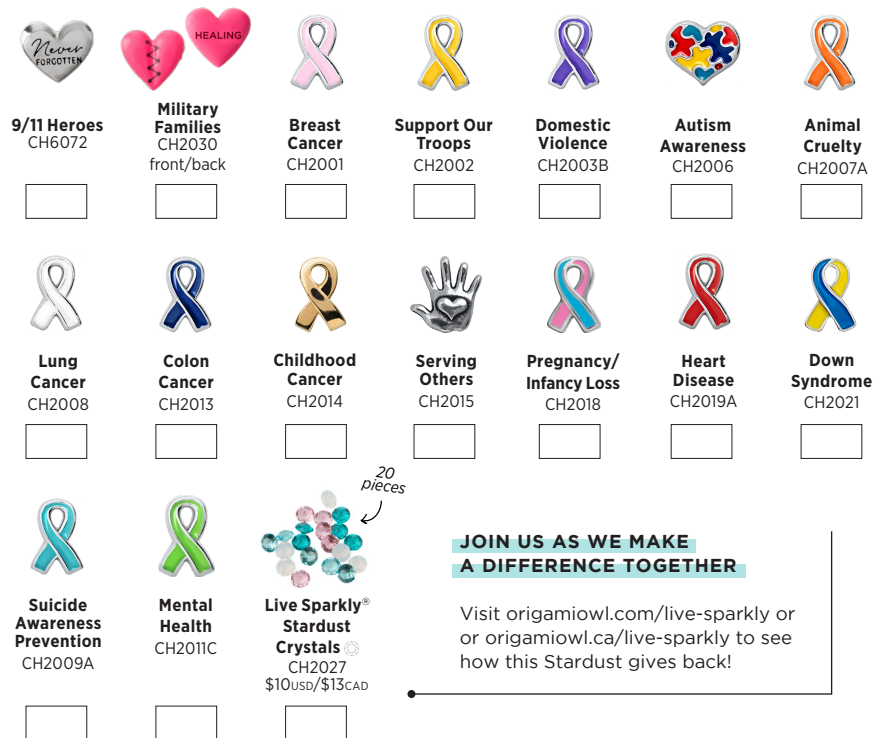 Never
FORGOTTEN
HEALING
9/11 Heroes
CH6072
Military
Families
CH2030
front/back
Breast
Cancer
CH2001
Support Our
Troops
CH2002
Domestic
Violence
CH2003B
Autism
Awareness
CH2006
Animal
Cruelty
CH2007A
Lung
Cancer
CH2008
Colon
Cancer
CH2013
Childhood
Cancer
CH2014
Serving
Others
CH2015
Pregnancy/
Infancy Loss
CH2018
Heart
Disease
CH2019A
Down
Syndrome
CH2021
Suicide
Awareness
Prevention
CH2009A
Mental
Health
CH2011C
20
pieces
Live Sparkly®
Stardust
Crystals
CH2027
$10USD/$13CAD
JOIN US AS WE MAKE
A DIFFERENCE TOGETHER
Visit origamiowl.com/live-sparkly or
or origamiowl.ca/live-sparkly to see
how this Stardust gives back!